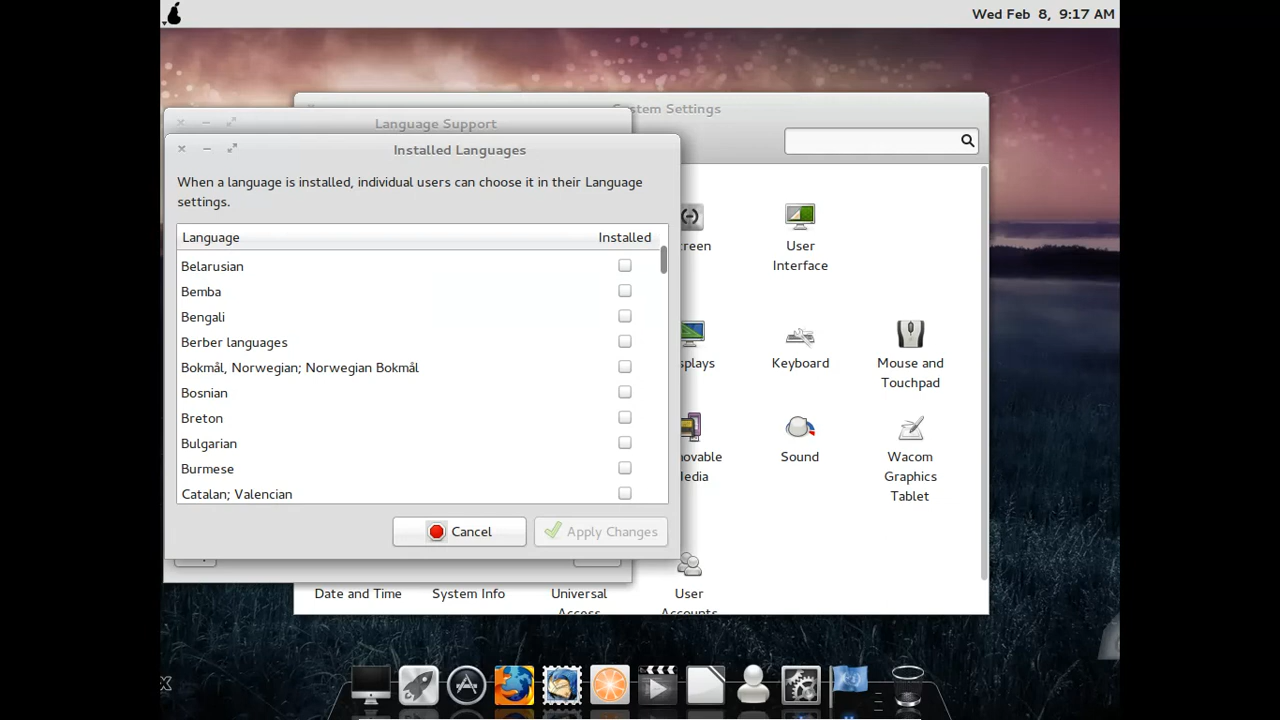 Wed Feb 8, 9:17 AM
System Settings
Language Support
Installed Languages
When a language is installed, individual users can choose it in their Language
settings.
Language Installed
Belarusian
Bemba
Bengali
Berber languages
Bokmål, Norwegian; Norwegian Bokmål
Bosnian
Breton
Bulgarian
Burmese
Catalan; Valencian
Cancel Apply Changes
User
Interface
Keyboard
Mouse and
Touchpad
Sound
Wacom
Graphics
Tablet
Date and Time
System Info
Universal
Access
User
Accounts